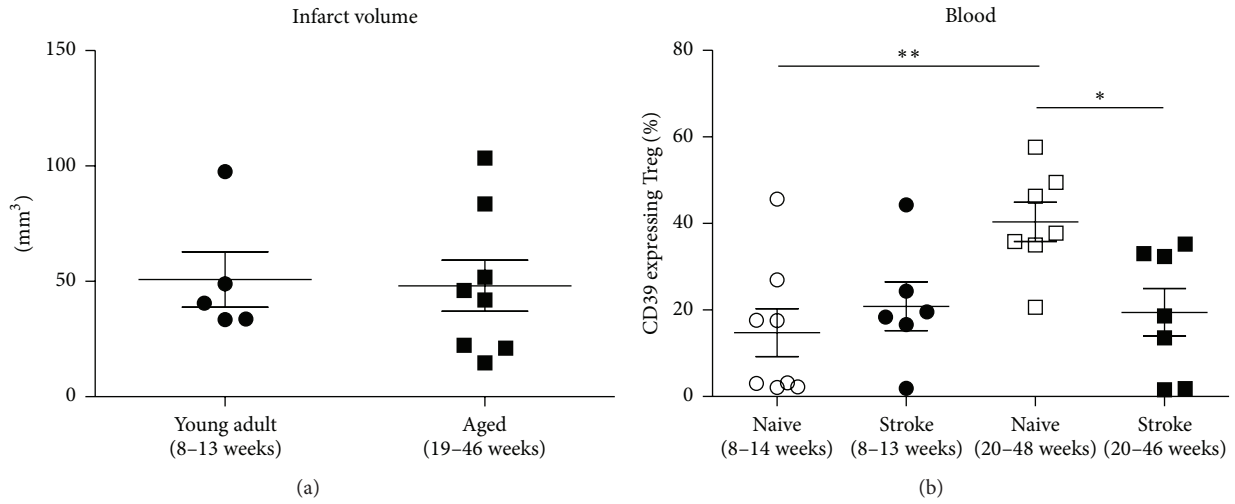 Infarct volume
150
100
50
0
(mm³)
Young adult
(8–13 weeks)
Aged
(19–46 weeks)
(a)
Blood
80
60
40
20
0
CD39 expressing Treg (%)
**
*
Naive
(8–14 weeks)
Stroke
(8–13 weeks)
Naive
(20–48 weeks)
Stroke
(20–46 weeks)
(b)